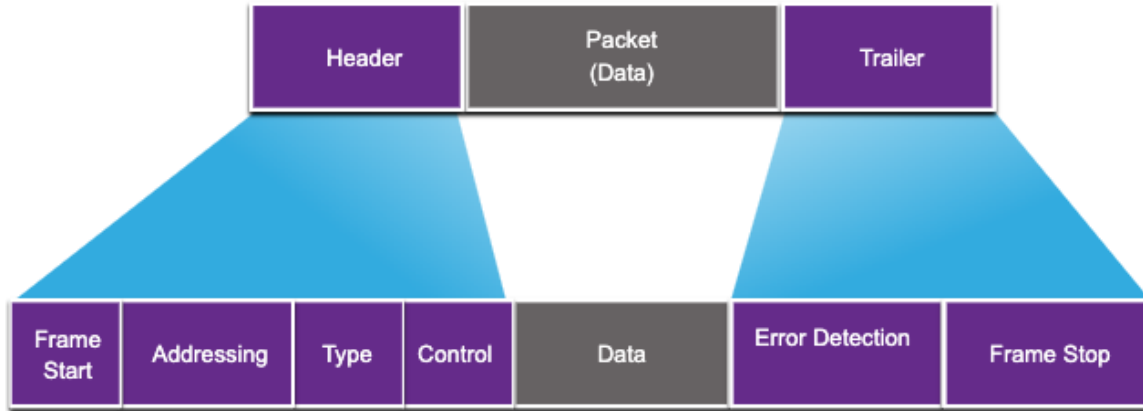 Header
Packet
(Data)
Trailer
Frame
Start
Addressing
Type
Control
Data
Error Detection
Frame Stop